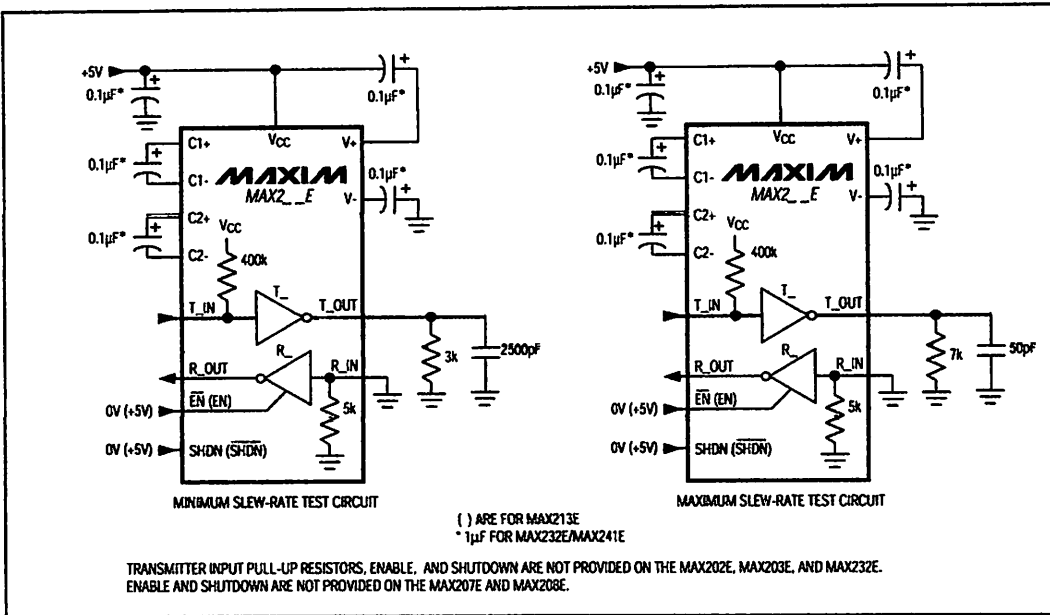 +5V
0.1µF*
0.1µF*
VCC
V+
C1+
0.1µF*
C1-
MAXIM
MAX2_ _E
0.1µF*
V-
C2+
0.1µF*
C2-
VCC
400k
T_IN
T_
T_OUT
3k
2500pF
R_OUT
R_
R_IN
5k
0V (+5V)
E̅N̅ (EN)
0V (+5V)
SHDN (S̅H̅D̅N̅)
MINIMUM SLEW-RATE TEST CIRCUIT
+5V
0.1µF*
0.1µF*
VCC
V+
C1+
0.1µF*
C1-
MAXIM
MAX2_ _E
0.1µF*
V-
C2+
0.1µF*
C2-
VCC
400k
T_IN
T_
T_OUT
7k
50pF
R_OUT
R_
R_IN
5k
0V (+5V)
E̅N̅ (EN)
0V (+5V)
SHDN (S̅H̅D̅N̅)
MAXIMUM SLEW-RATE TEST CIRCUIT
( ) ARE FOR MAX213E
* 1µF FOR MAX232E/MAX241E
TRANSMITTER INPUT PULL-UP RESISTORS, ENABLE, AND SHUTDOWN ARE NOT PROVIDED ON THE MAX202E, MAX203E, AND MAX232E.
ENABLE AND SHUTDOWN ARE NOT PROVIDED ON THE MAX207E AND MAX208E.